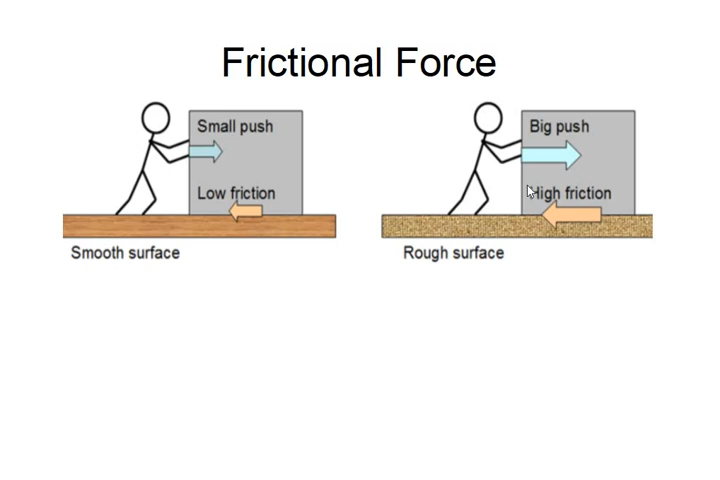 Frictional Force
Small push
Low friction
Smooth surface
Big push
High friction
Rough surface